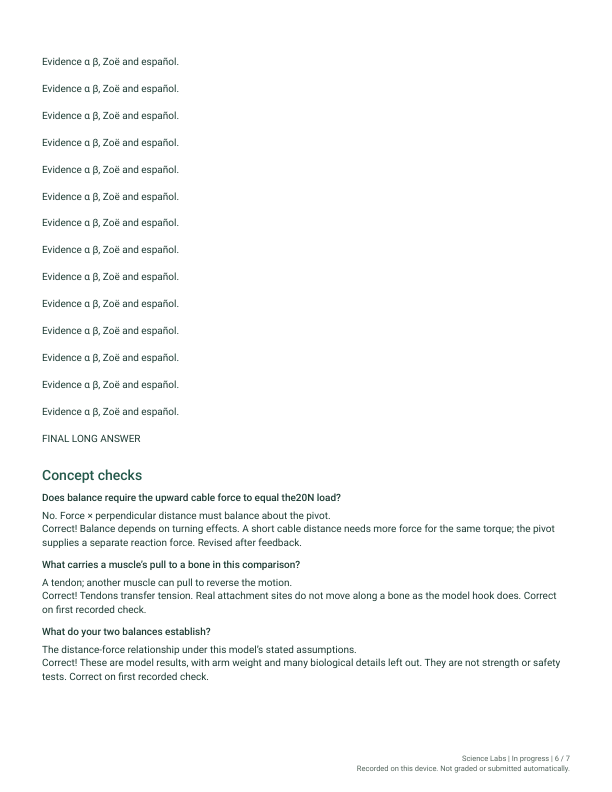 Evidence α β, Zoë and español.
Evidence α β, Zoë and español.
Evidence α β, Zoë and español.
Evidence α β, Zoë and español.
Evidence α β, Zoë and español.
Evidence α β, Zoë and español.
Evidence α β, Zoë and español.
Evidence α β, Zoë and español.
Evidence α β, Zoë and español.
Evidence α β, Zoë and español.
Evidence α β, Zoë and español.
Evidence α β, Zoë and español.
Evidence α β, Zoë and español.
Evidence α β, Zoë and español.
FINAL LONG ANSWER
Concept checks
Does balance require the upward cable force to equal the20N load?
No. Force × perpendicular distance must balance about the pivot.
Correct! Balance depends on turning effects. A short cable distance needs more force for the same torque; the pivot
supplies a separate reaction force. Revised after feedback.
What carries a muscle’s pull to a bone in this comparison?
A tendon; another muscle can pull to reverse the motion.
Correct! Tendons transfer tension. Real attachment sites do not move along a bone as the model hook does. Correct
on first recorded check.
What do your two balances establish?
The distance-force relationship under this model’s stated assumptions.
Correct! These are model results, with arm weight and many biological details left out. They are not strength or safety
tests. Correct on first recorded check.
Science Labs | In progress | 6 / 7
Recorded on this device. Not graded or submitted automatically.